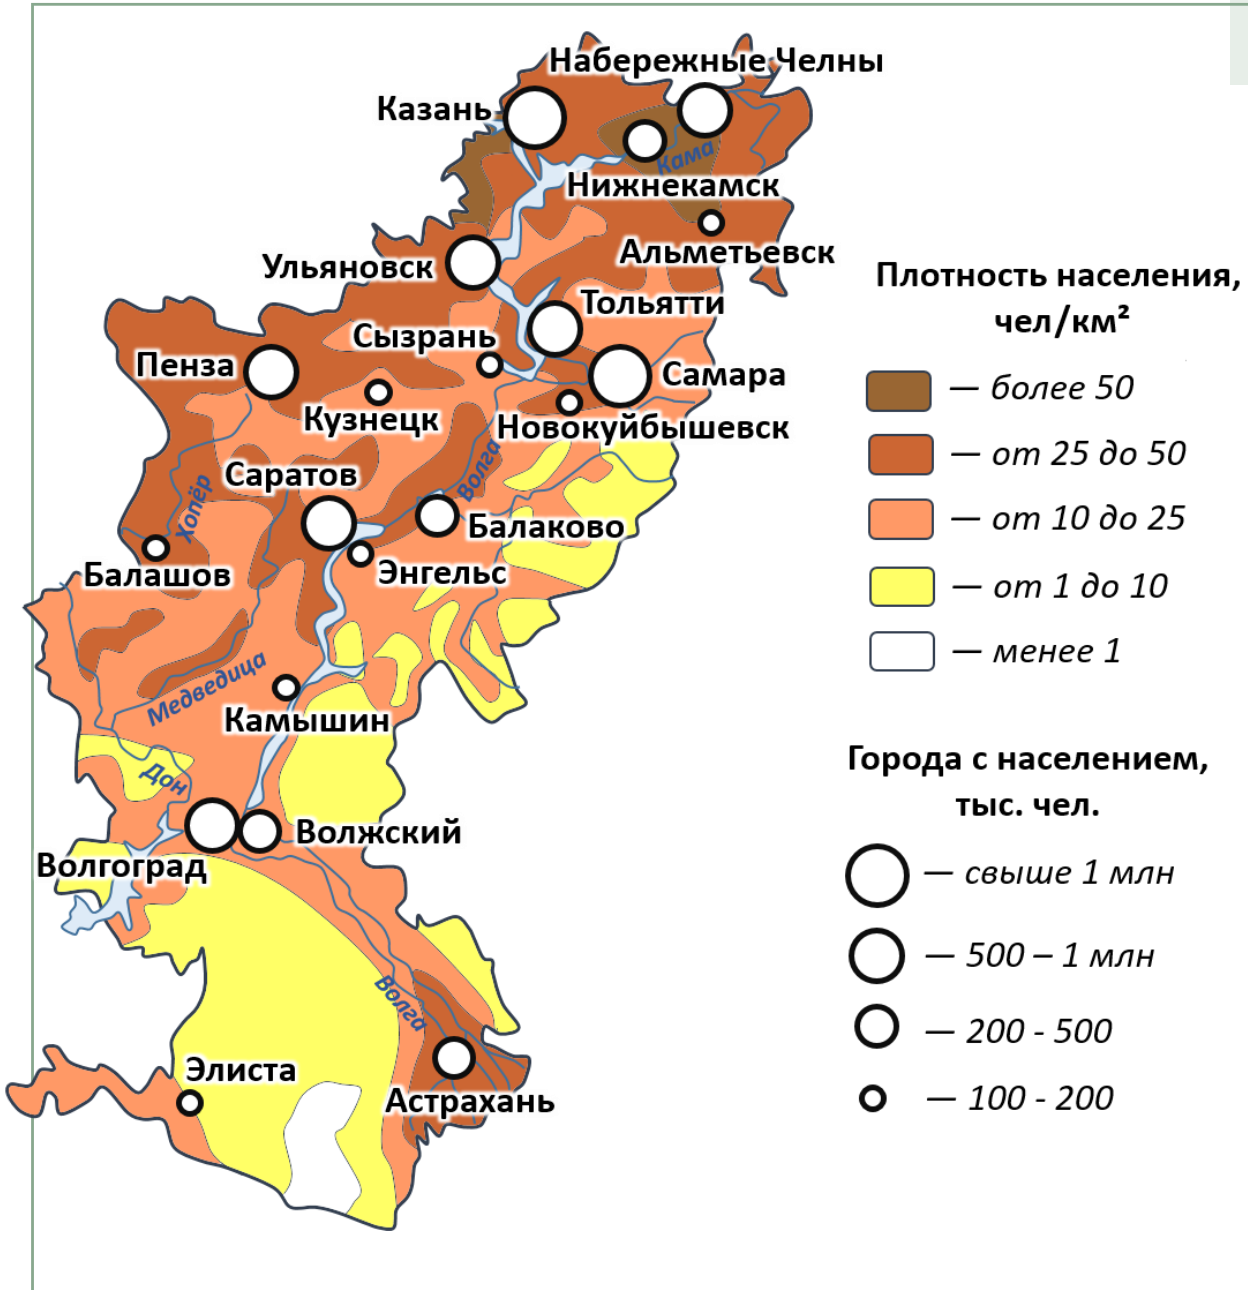 Набережные Челны
Казань
Кама
Нижнекамск
Альметьевск
Ульяновск
Тольятти
Сызрань
Пенза
Самара
Кузнецк
Новокуйбышевск
Волга
Саратов
Хопёр
Балаково
Балашов
Энгельс
Медведица
Камышин
Дон
Волжский
Волгоград
Волга
Элиста
Астрахань
Плотность населения,
чел/км²
— более 50
— от 25 до 50
— от 10 до 25
— от 1 до 10
— менее 1
Города с населением,
тыс. чел.
— свыше 1 млн
— 500 – 1 млн
— 200 - 500
— 100 - 200